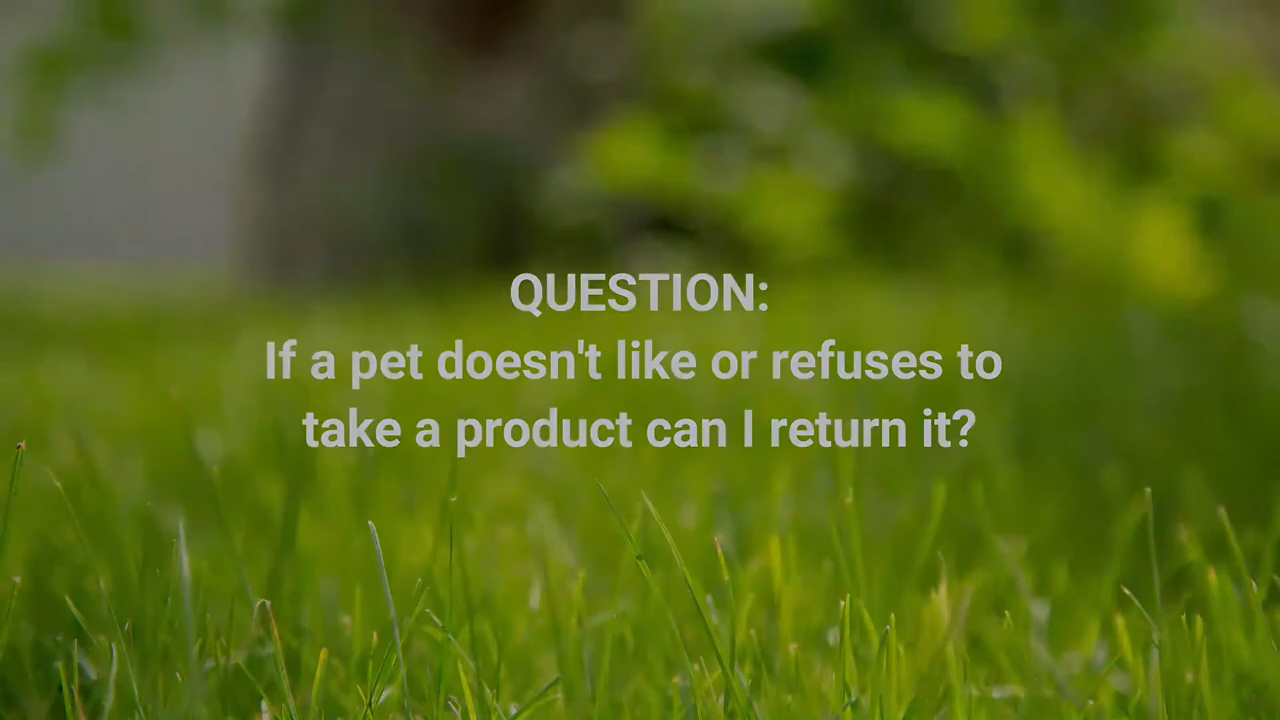 QUESTION:
If a pet doesn't like or refuses to
take a product can I return it?